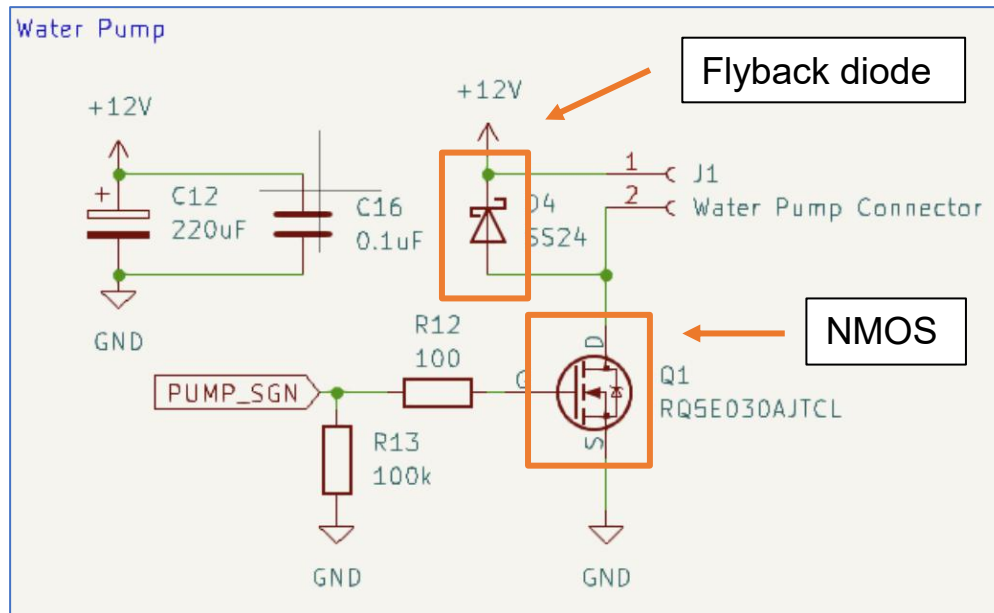 Water Pump
Flyback diode
+12V
+12V
1
J1
+
C12
C16
D4
2
Water Pump Connector
220uF
0.1uF
SS24
GND
R12
NMOS
100
D
PUMP_SGN
G
Q1
RQ5E030AJTCL
R13
S
100k
GND
GND